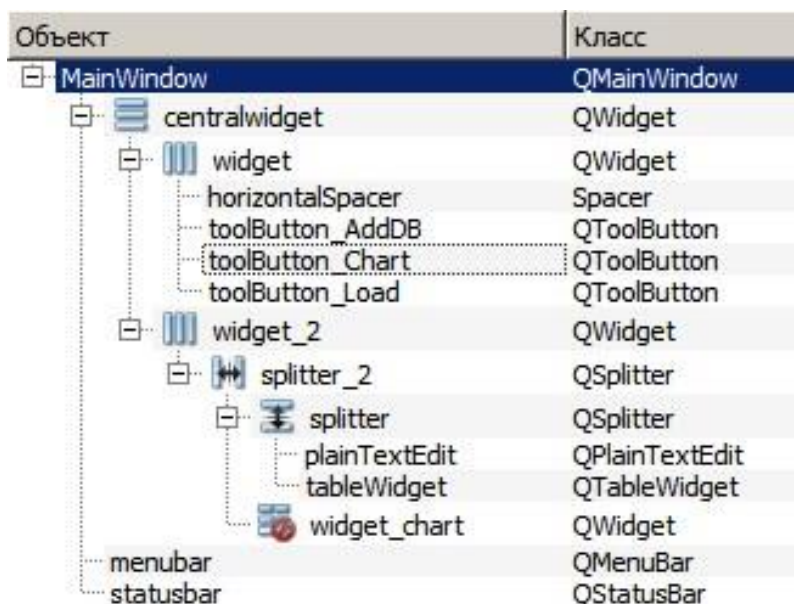 Объект Класс
MainWindow QMainWindow
centralwidget QWidget
widget QWidget
horizontalSpacer Spacer
toolButton_AddDB QToolButton
toolButton_Chart QToolButton
toolButton_Load QToolButton
widget_2 QWidget
splitter_2 QSplitter
splitter QSplitter
plainTextEdit QPlainTextEdit
tableWidget QTableWidget
widget_chart QWidget
menubar QMenuBar
statusbar QStatusBar